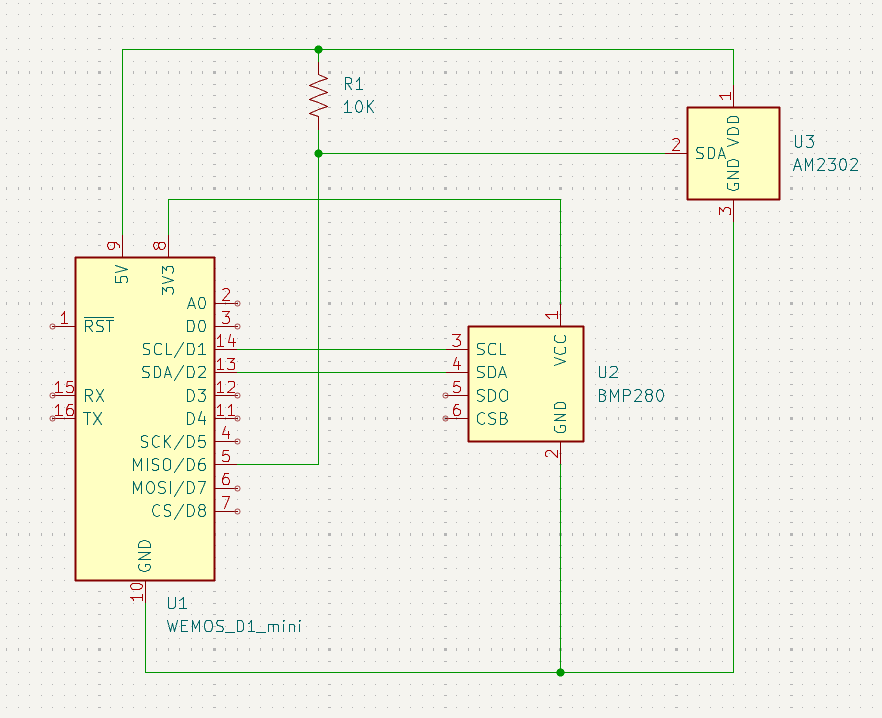 R1
10K
1
VDD
2
SDA
GND
3
U3
AM2302
9
8
5V
3V3
A0
2
1
RST
D0
3
SCL/D1
14
SDA/D2
13
15
RX
D3
12
16
TX
D4
11
SCK/D5
4
MISO/D6
5
MOSI/D7
6
CS/D8
7
GND
10
U1
WEMOS_D1_mini
1
3
SCL
VCC
4
SDA
5
SDO
6
CSB
GND
2
U2
BMP280